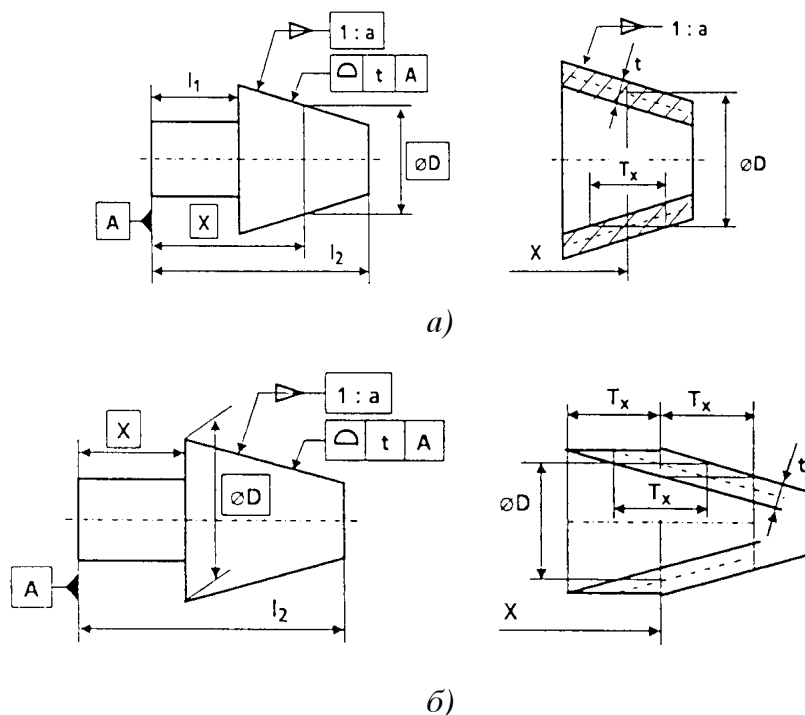 1 : a
t A
l₁
A
X
l₂
øD
1 : a
t
Tₓ
øD
X
а)
1 : a
t A
X
øD
A
l₂
Tₓ Tₓ
t
Tₓ
øD
X
б)